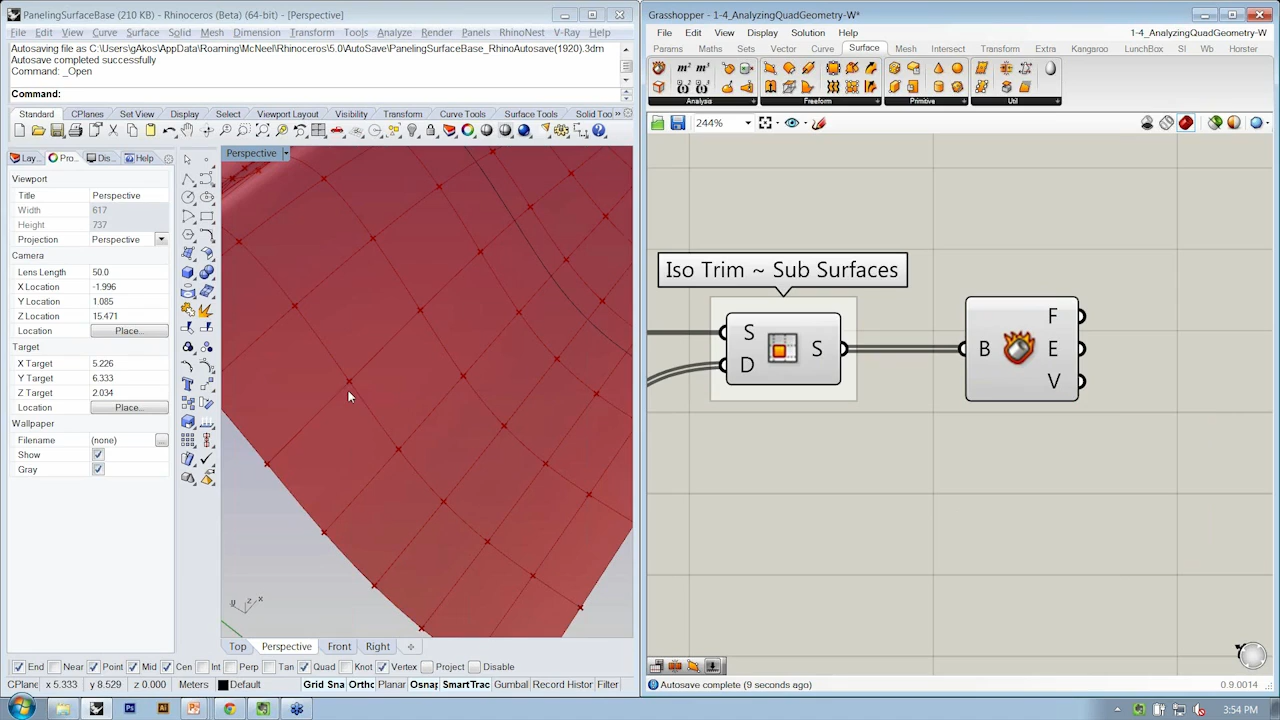 PanelingSurfaceBase (210 KB) - Rhinoceros (Beta) (64-bit) - [Perspective]
File Edit View Curve Surface Solid Mesh Dimension Transform Tools Analyze Render Panels RhinoNest V-Ray Help
Autosaving file as C:\Users\gAkos\AppData\Roaming\McNeel\Rhinoceros\5.0\AutoSave\PanelingSurfaceBase_RhinoAutosave(1920).3dm
Autosave completed successfully
Command: _Open
Command:
Standard CPlanes Set View Display Select Viewport Layout Visibility Transform Curve Tools Surface Tools Solid Too »
Lay... Pro... Dis... Help
Viewport
Title Perspective
Width 617
Height 737
Projection Perspective
Camera
Lens Length 50.0
X Location -1.996
Y Location 1.085
Z Location 15.471
Location Place...
Target
X Target 5.226
Y Target 6.333
Z Target 2.034
Location Place...
Wallpaper
Filename (none) ...
Show
Gray
Perspective
Top Perspective Front Right
End Near Point Mid Cen Int Perp Tan Quad Knot Vertex Project Disable
CPlane x 5.333 y 8.529 z 0.000 Meters Default Grid Sna Ortho Planar Osnap SmartTrac Gumbal Record Histor Filter
Grasshopper - 1-4_AnalyzingQuadGeometry-W*
File Edit View Display Solution Help 1-4_AnalyzingQuadGeometry-W*
Params Maths Sets Vector Curve Surface Mesh Intersect Transform Extra Kangaroo LunchBox SI Wb Horster
Analysis Freeform Primitive Util
244%
Iso Trim ~ Sub Surfaces
S D S
B F E V
Autosave complete (9 seconds ago) 0.9.0014
3:54 PM